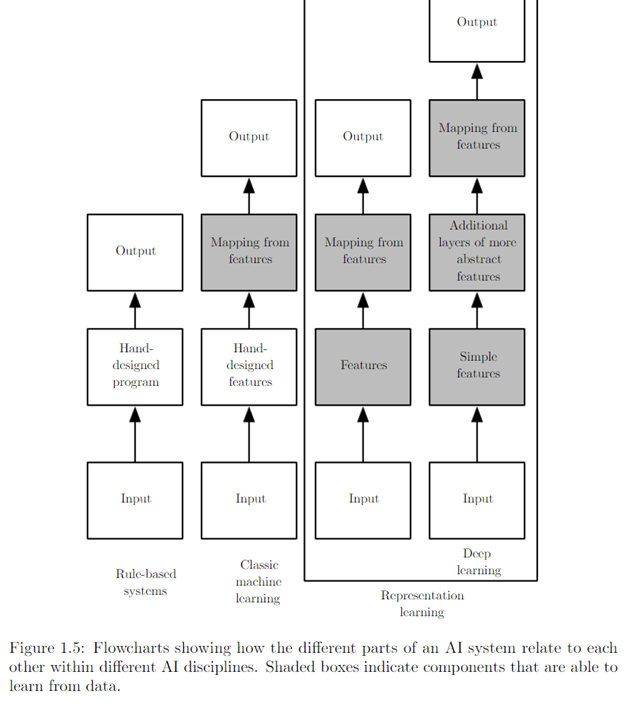 Output
Output
Output
Mapping from
features
Output
Mapping from
features
Mapping from
features
Additional
layers of more
abstract
features
Hand-
designed
program
Hand-
designed
features
Features
Simple
features
Input
Input
Input
Input
Rule-based
systems
Classic
machine
learning
Deep
learning
Representation
learning
Figure 1.5: Flowcharts showing how the different parts of an AI system relate to each
other within different AI disciplines. Shaded boxes indicate components that are able to
learn from data.